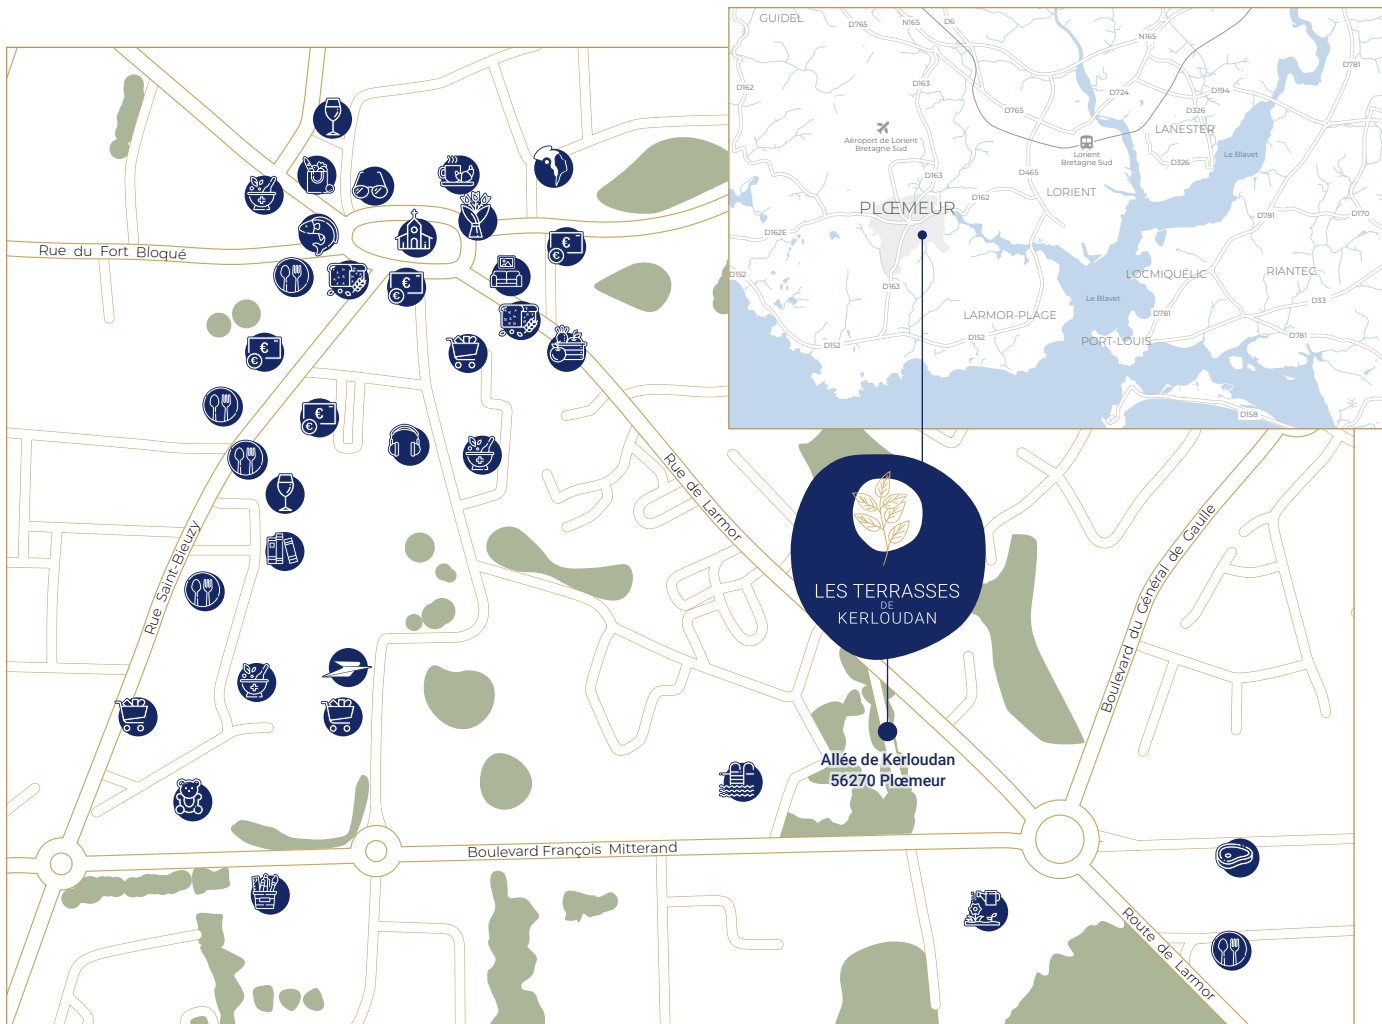 GUIDEL
D765
N165
D6
N165
D781
D162
D163
D724
D194
D765
D326
LANESTER
Aéroport de Lorient
Bretagne Sud
Lorient
Bretagne Sud
D326
Le Blavet
D163
D465
LORIENT
PLŒMEUR
D162
D162E
D781
D170
D152
D163
LOCMIQUÉLIC
RIANTEC
Le Blavet
D33
LARMOR-PLAGE
D781
D152
D152
PORT-LOUIS
D781
D158
Rue du Fort Bloqué
Rue de Larmor
Rue Saint-Bieuzy
Boulevard du Général de Gaulle
LES TERRASSES
DE
KERLOUDAN
Allée de Kerloudan
56270 Plœmeur
Boulevard François Mitterand
Route de Larmor
€
€
€
€
€
€
€
€